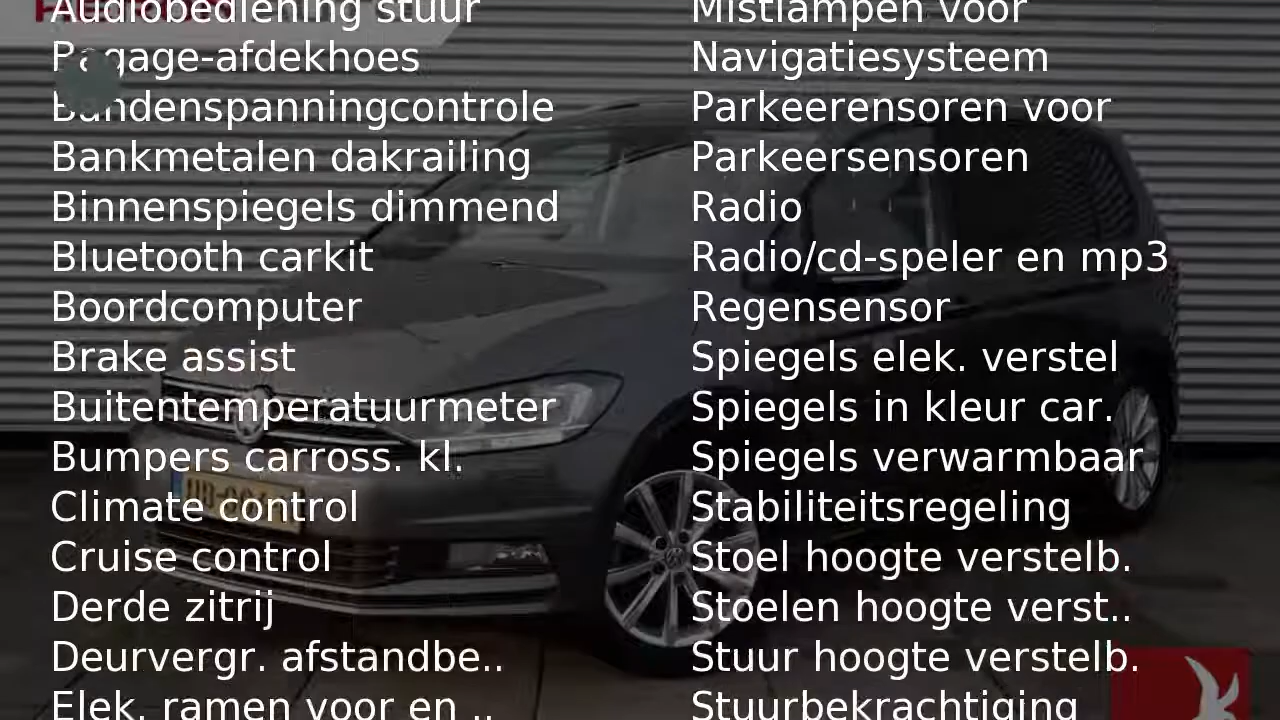 Audiobediening stuur
Bagage-afdekhoes
Bandenspanningcontrole
Bankmetalen dakrailing
Binnenspiegels dimmend
Bluetooth carkit
Boordcomputer
Brake assist
Buitentemperatuurmeter
Bumpers carross. kl.
Climate control
Cruise control
Derde zitrij
Deurvergr. afstandbe..
Elek. ramen voor en ..
Mistlampen voor
Navigatiesysteem
Parkeerensoren voor
Parkeersensoren
Radio
Radio/cd-speler en mp3
Regensensor
Spiegels elek. verstel
Spiegels in kleur car.
Spiegels verwarmbaar
Stabiliteitsregeling
Stoel hoogte verstelb.
Stoelen hoogte verst..
Stuur hoogte verstelb.
Stuurbekrachtiging